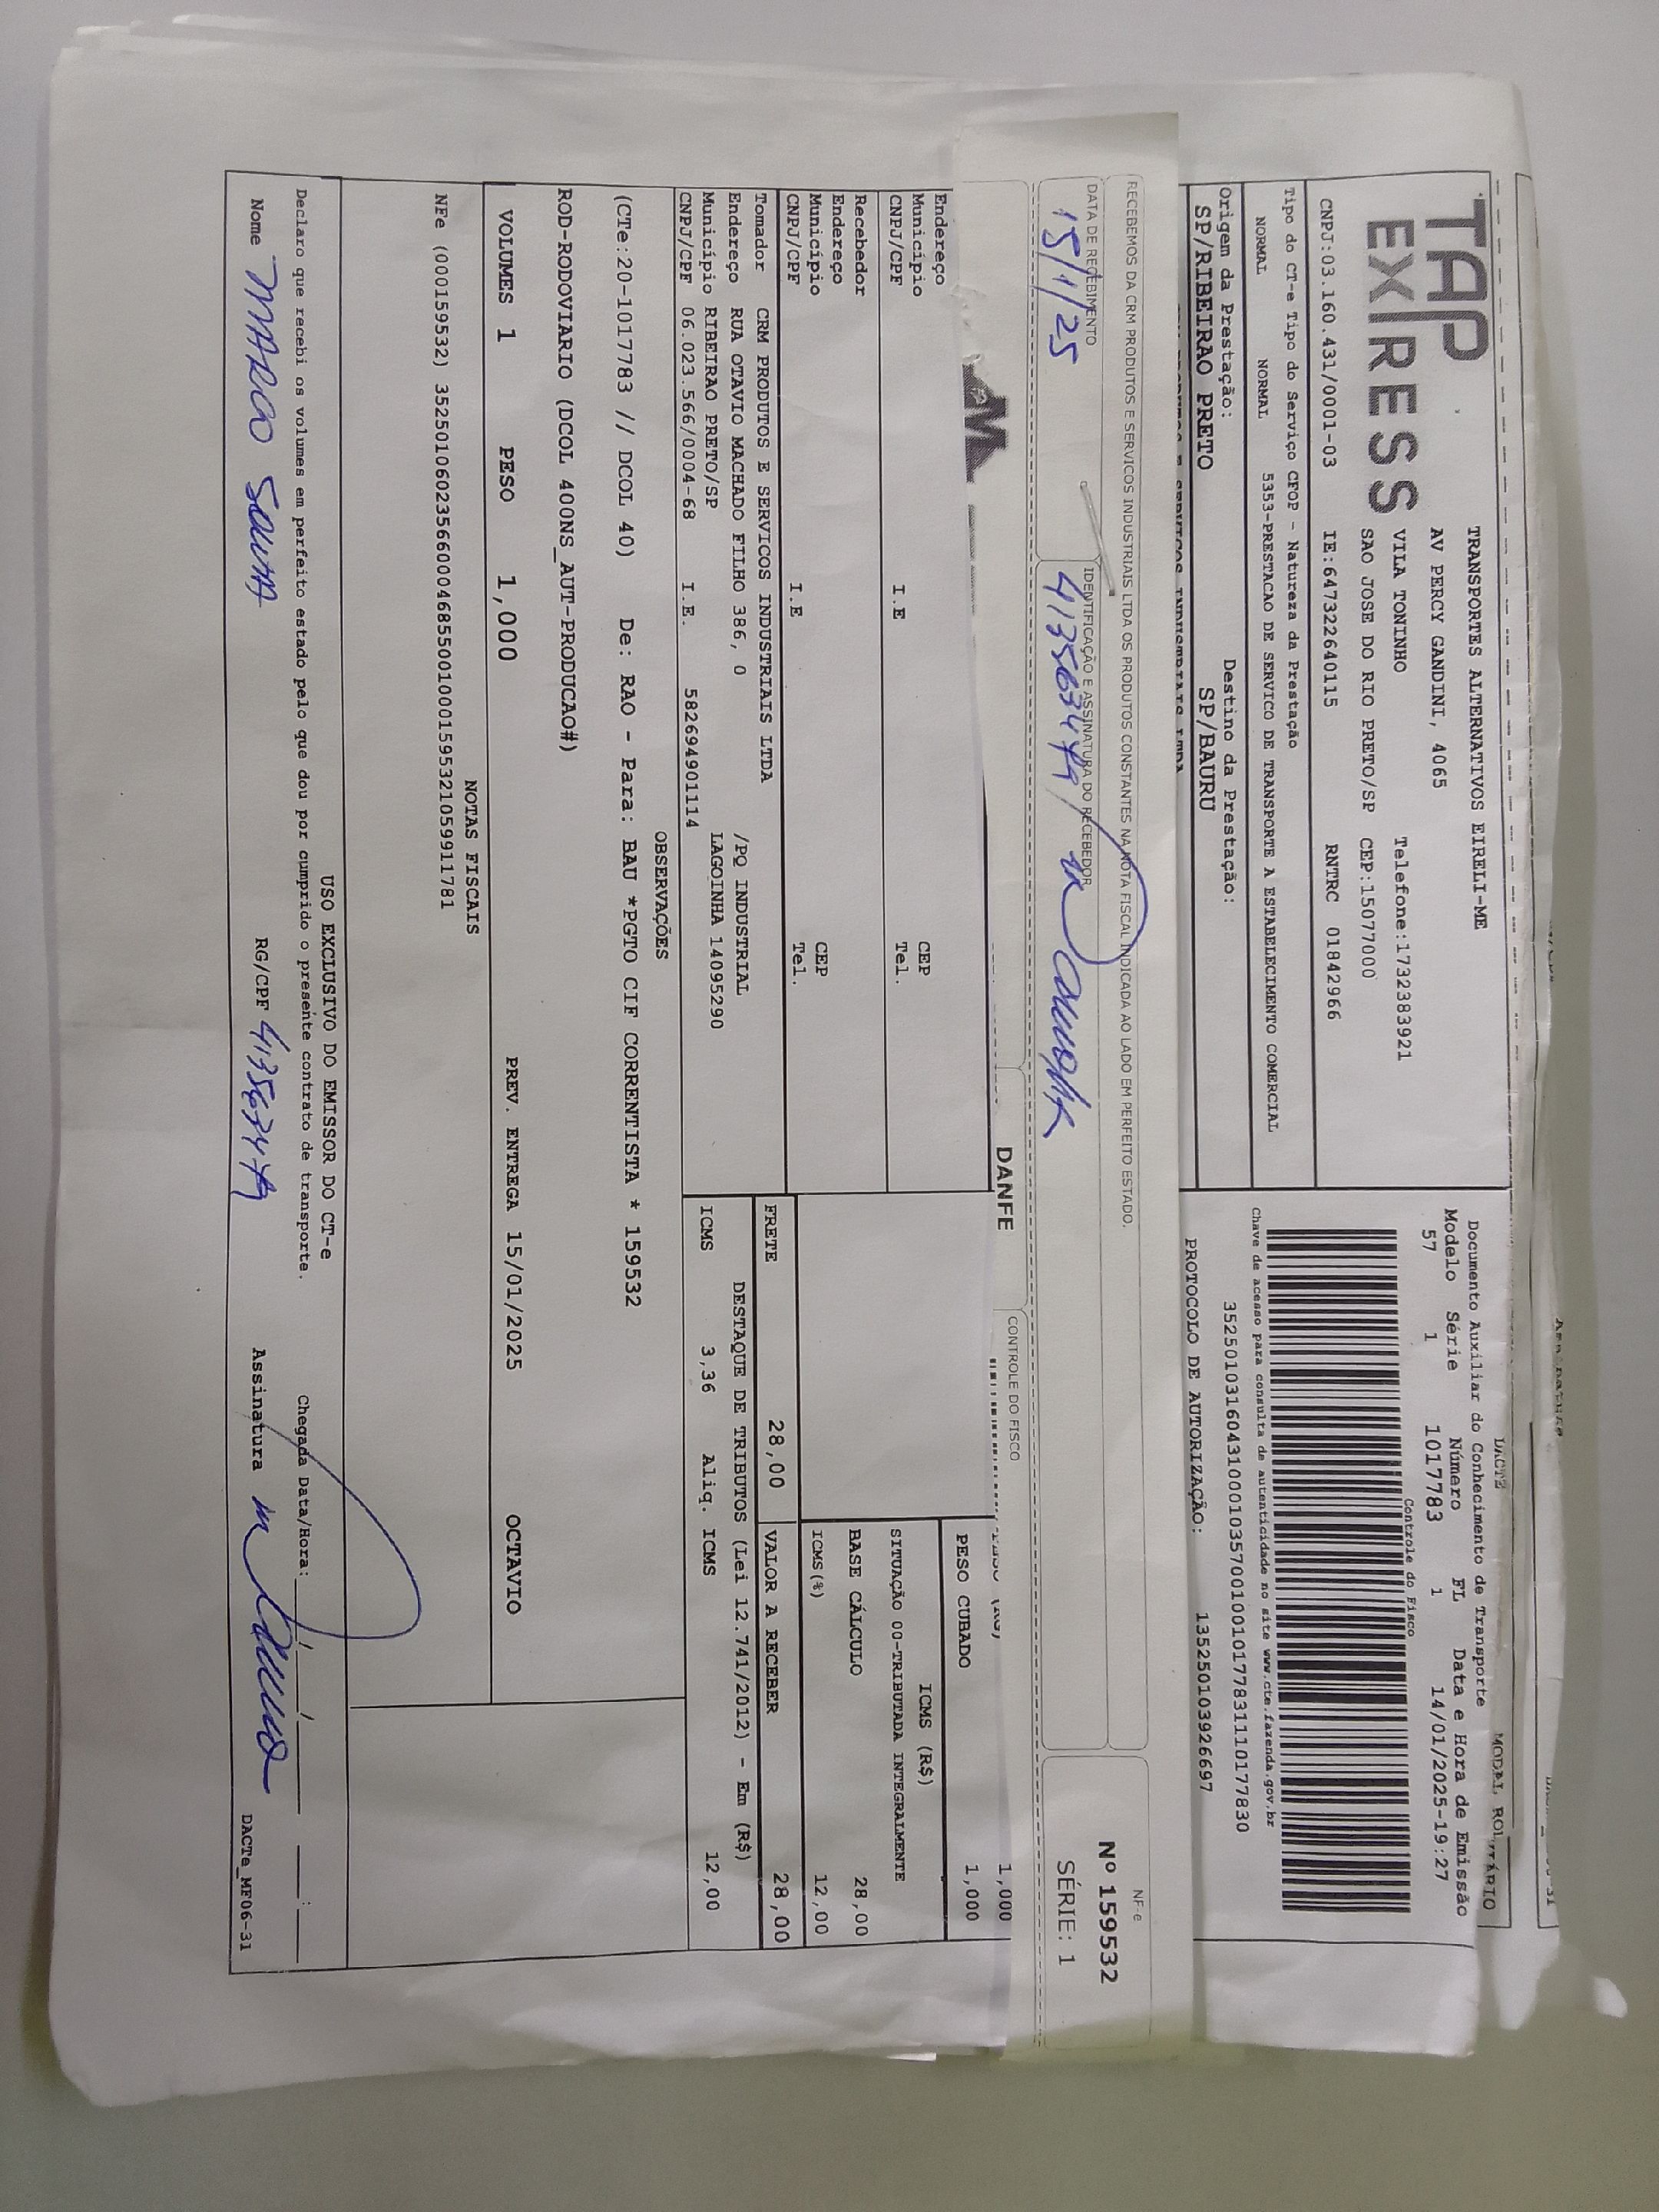 TAP
EXPRESS
TRANSPORTES ALTERNATIVOS EIRELI-ME
AV PERCY GANDINI, 4065
VILA TONINHO Telefone:1732383921
SAO JOSE DO RIO PRETO/SP CEP:15077000
CNPJ:03.160.431/0001-03 IE:647322640115 RNTRC 01842966
DACTE
MODAL
Documento Auxiliar do Conhecimento de Transporte
Modelo Série Número FL Data e Hora de Emissão
57 1 1017783 1 14/01/2025-19:27
Controle do Fisco
Chave de acesso para consulta de autenticidade no site www.cte.fazenda.gov.br
35250103160431000103570010010177831110177830
PROTOCOLO DE AUTORIZAÇÃO: 135250103926697
Tipo do CT-e Tipo do Serviço CFOP - Natureza da Prestação
NORMAL NORMAL 5353-PRESTACAO DE SERVICO DE TRANSPORTE A ESTABELECIMENTO COMERCIAL
Origem da Prestação: Destino da Prestação:
SP/RIBEIRAO PRETO SP/BAURU
RECEBEMOS DA CRM PRODUTOS E SERVICOS INDUSTRIAIS LTDA OS PRODUTOS CONSTANTES NA NOTA FISCAL INDICADA AO LADO EM PERFEITO ESTADO.
DATA DE RECEBIMENTO IDENTIFICAÇÃO E ASSINATURA DO RECEBEDOR
15/1/25
NF-e
Nº 159532
SÉRIE: 1
DANFE
CONTROLE DO FISCO
Endereço
Município CEP
CNPJ/CPF I.E Tel.
Recebedor
Endereço
Município CEP
CNPJ/CPF I.E Tel.
1,000
PESO CUBADO 1,000
ICMS (R$)
SITUAÇÃO 00-TRIBUTADA INTEGRALMENTE
BASE CÁLCULO 28,00
ICMS(%) 12,00
Tomador CRM PRODUTOS E SERVICOS INDUSTRIAIS LTDA
Endereço RUA OTAVIO MACHADO FILHO 386, 0 /PQ INDUSTRIAL
Município RIBEIRAO PRETO/SP LAGOINHA 14095290
CNPJ/CPF 06.023.566/0004-68 I.E. 582694901114
FRETE 28,00 VALOR A RECEBER 28,00
DESTAQUE DE TRIBUTOS (Lei 12.741/2012) - Em (R$)
ICMS 3,36 Aliq. ICMS 12,00
OBSERVAÇÕES
(CTe:20-1017783 // DCOL 40) De: RAO - Para: BAU *PGTO CIF CORRENTISTA * 159532
ROD-RODOVIARIO (DCOL 400NS_AUT-PRODUCAO#)
VOLUMES 1 PESO 1,000 PREV. ENTREGA 15/01/2025 OCTAVIO
NOTAS FISCAIS
NFe (000159532) 35250106023566000468550010001595321059911781
USO EXCLUSIVO DO EMISSOR DO CT-e
Declaro que recebi os volumes em perfeito estado pelo que dou por cumprido o presente contrato de transporte. Chegada Data/Hora: / / :
Nome MARCO RG/CPF Assinatura
DACTe_MF06-31